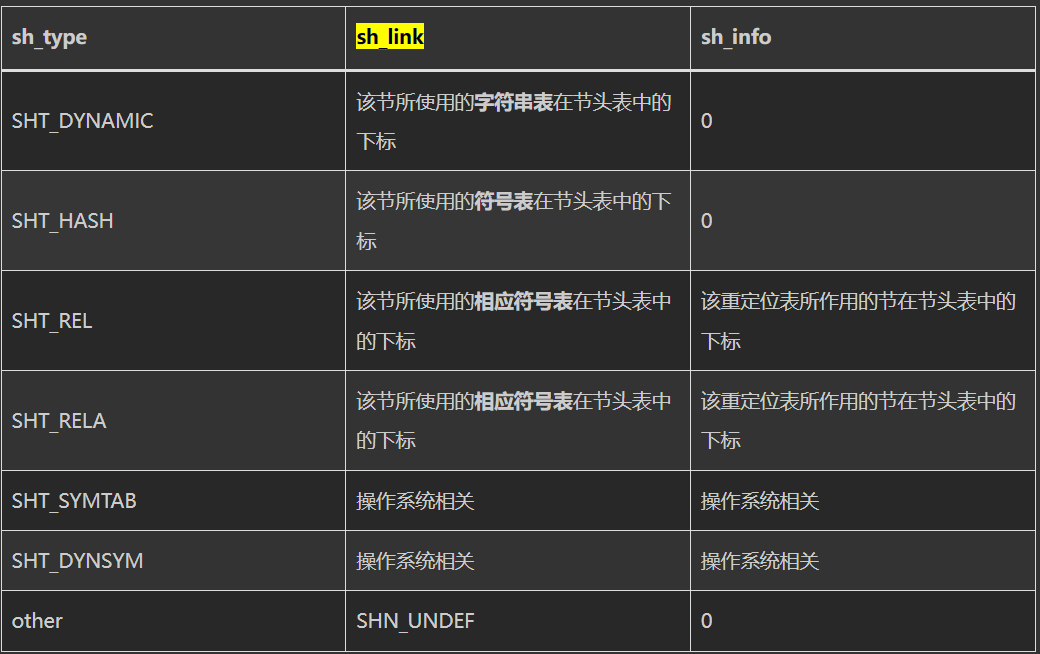 sh_type sh_link sh_info
SHT_DYNAMIC 该节所使用的字符串表在节头表中的 0
下标
SHT_HASH 该节所使用的符号表在节头表中的下 0
标
SHT_REL 该节所使用的相应符号表在节头表中 该重定位表所作用的节在节头表中的
的下标 下标
SHT_RELA 该节所使用的相应符号表在节头表中 该重定位表所作用的节在节头表中的
的下标 下标
SHT_SYMTAB 操作系统相关 操作系统相关
SHT_DYNSYM 操作系统相关 操作系统相关
other SHN_UNDEF 0